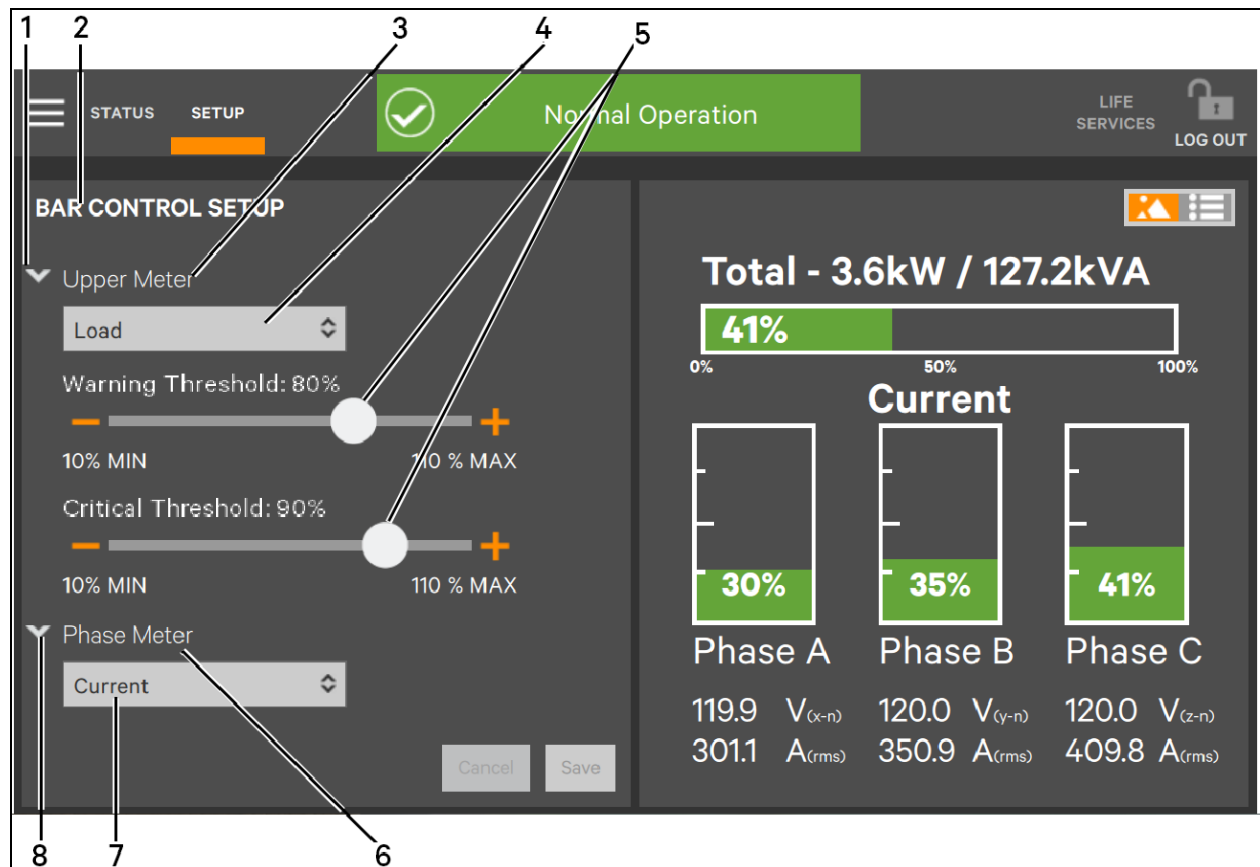 1 2 3 4 5
STATUS SETUP Normal Operation LIFE SERVICES LOG OUT
BAR CONTROL SETUP
Upper Meter
Load
Warning Threshold: 80%
10% MIN 110 % MAX
Critical Threshold: 90%
10% MIN 110 % MAX
Phase Meter
Current
Cancel Save
Total - 3.6kW / 127.2kVA
41%
0% 50% 100%
Current
30% 35% 41%
Phase A Phase B Phase C
119.9 V(x-n) 120.0 V(y-n) 120.0 V(z-n)
301.1 A(rms) 350.9 A(rms) 409.8 A(rms)
8 7 6